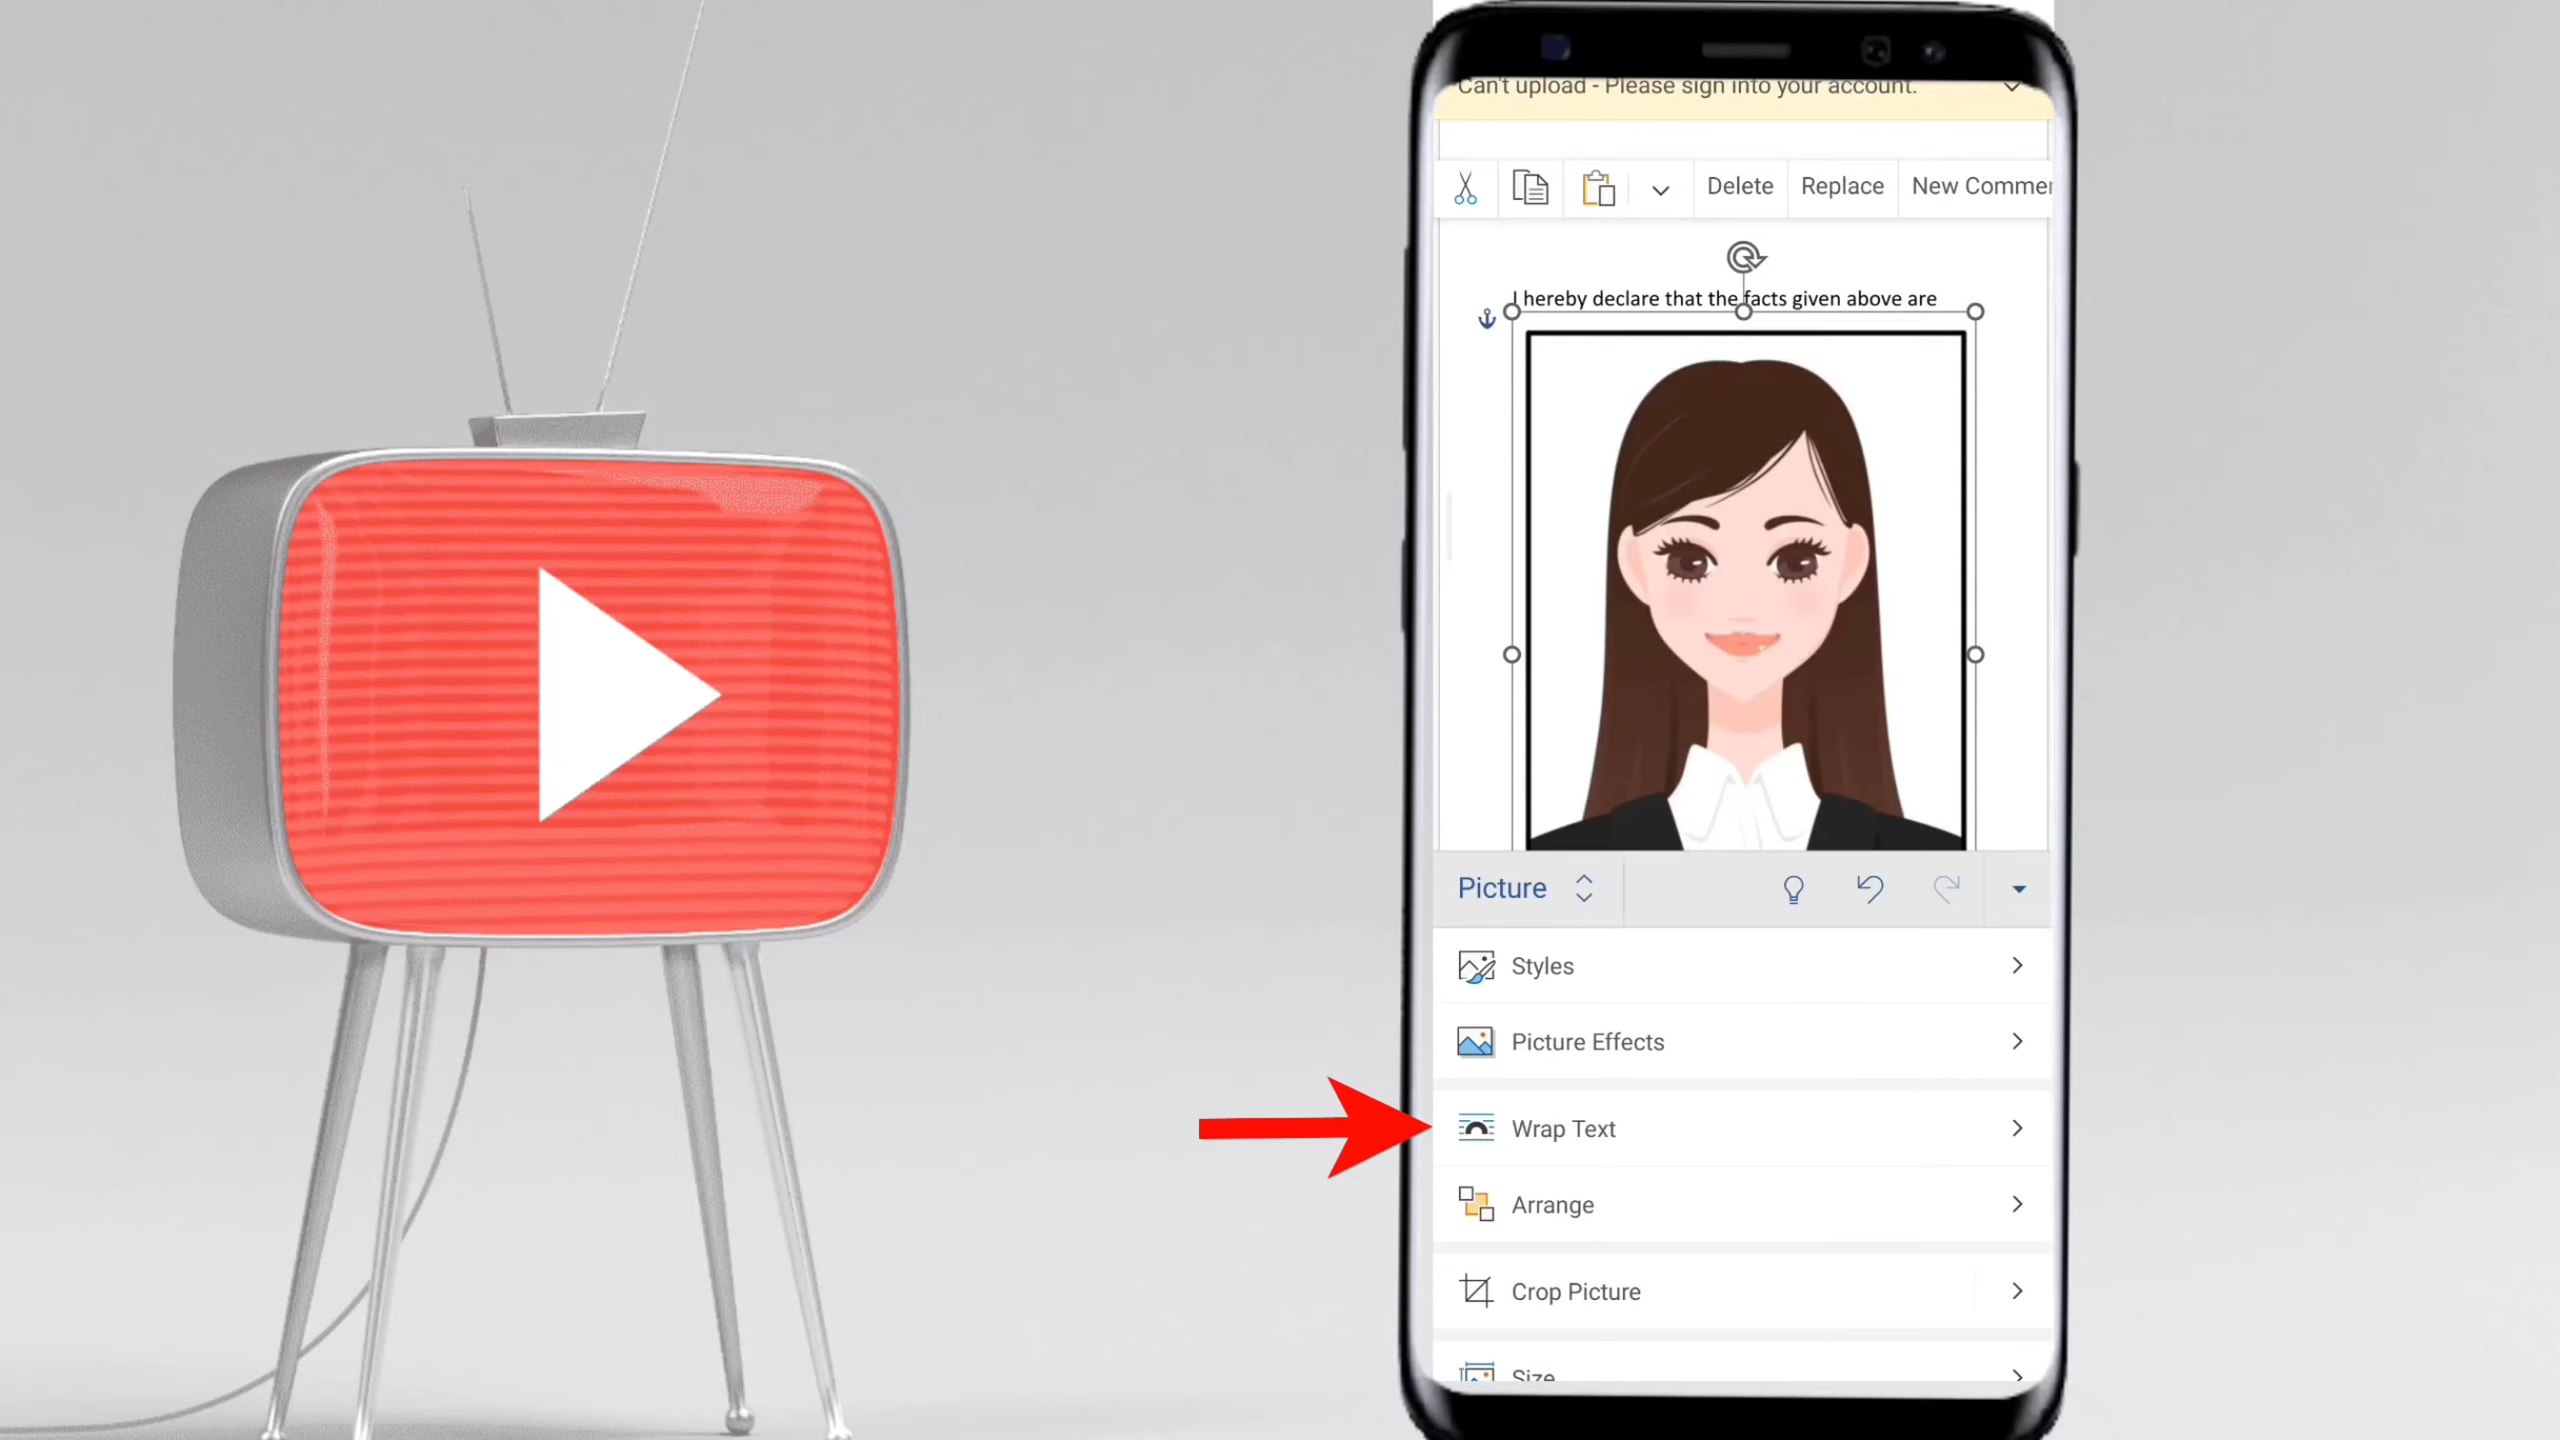 Can't upload - Please sign into your account.
Delete
Replace
New Commen
I hereby declare that the facts given above are
Picture
Styles
Picture Effects
Wrap Text
Arrange
Crop Picture
Size